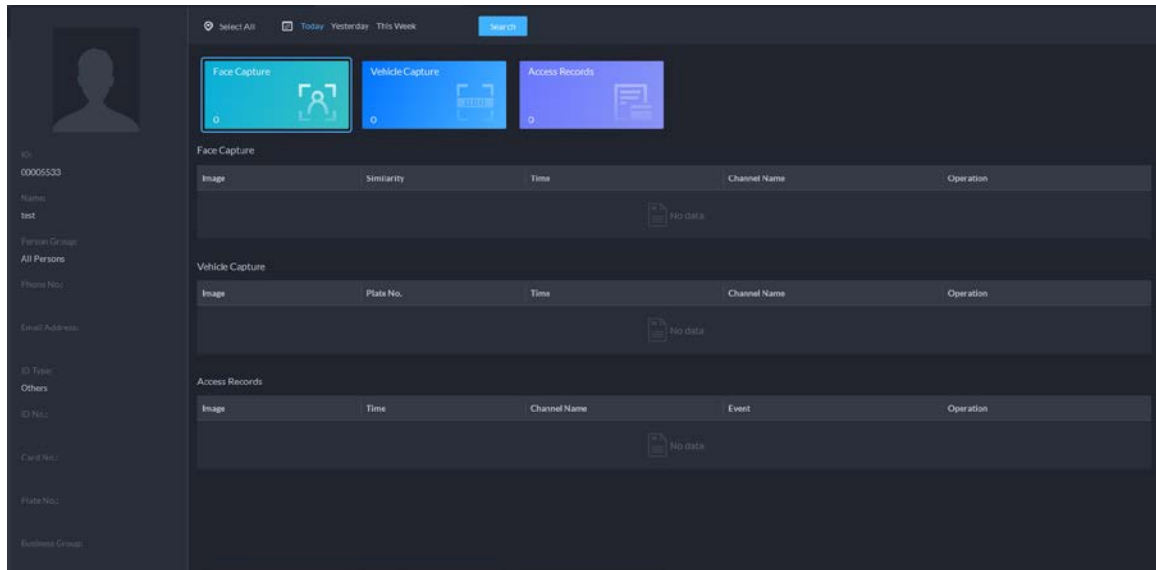 Select All Today Yesterday This Week Search
Face Capture
0
Vehicle Capture
0
Access Records
0
ID:
00005533
Name:
test
Person Group:
All Persons
Phone No.:
Email Address:
ID Type:
Others
ID No.:
Card No.:
Plate No.:
Business Group:
Face Capture
Image Similarity Time Channel Name Operation
No data
Vehicle Capture
Image Plate No. Time Channel Name Operation
No data
Access Records
Image Time Channel Name Event Operation
No data